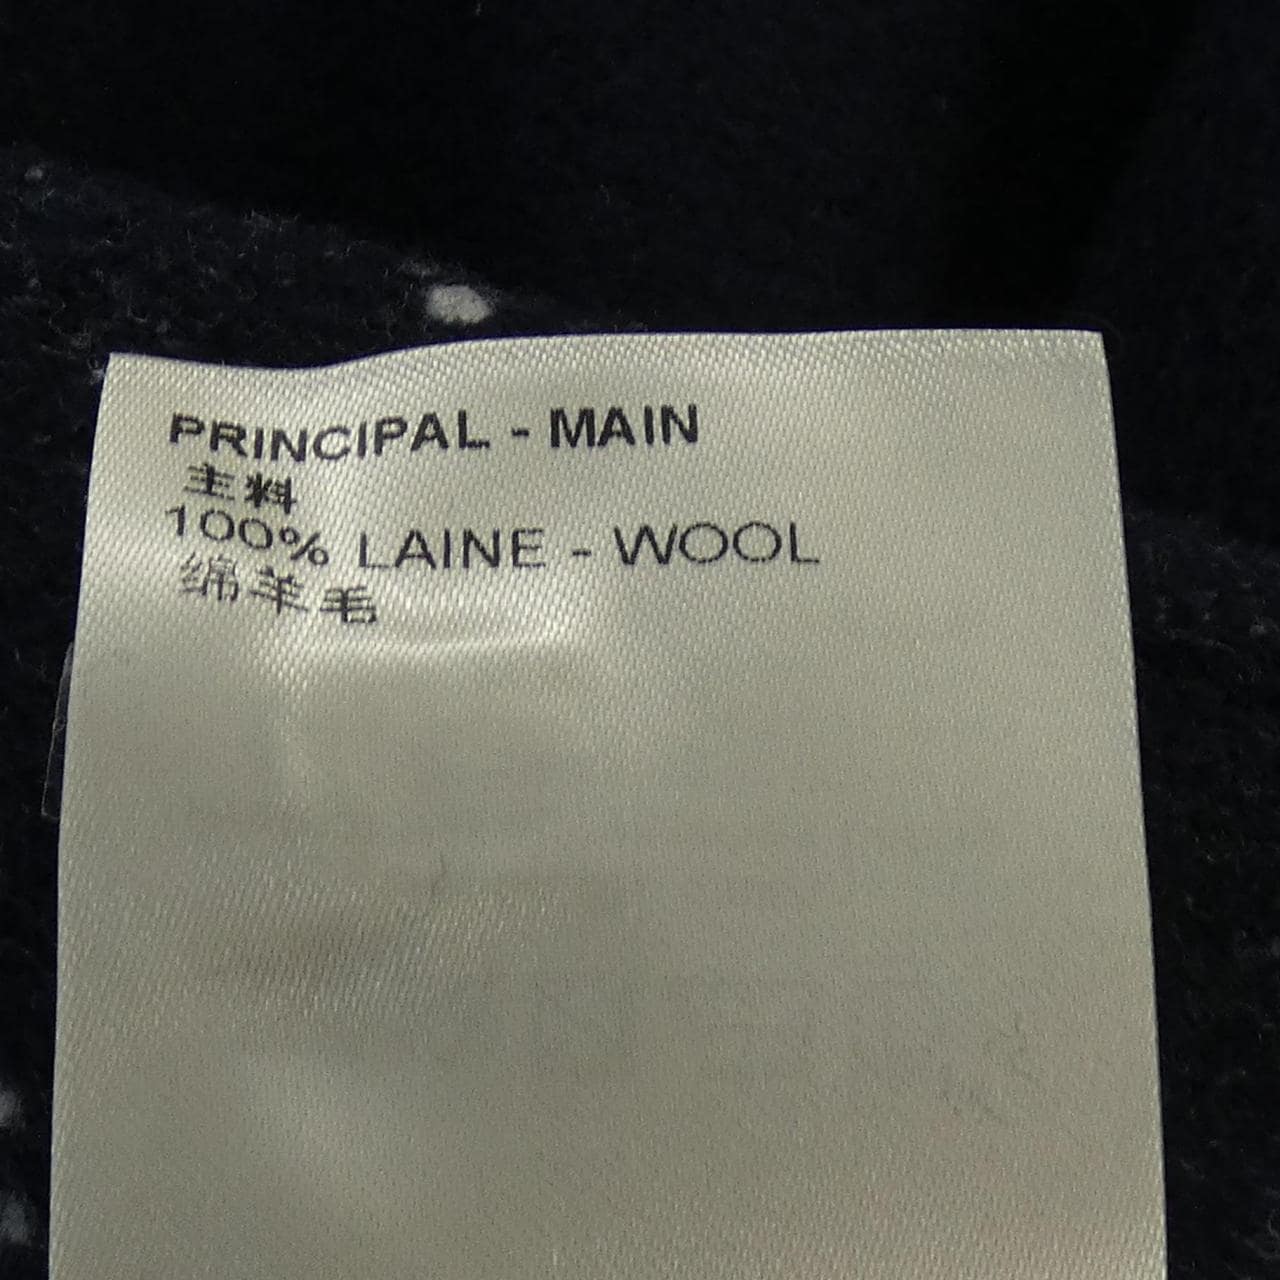 PRINCIPAL - MAIN
主料
100% LAINE - WOOL
绵羊毛